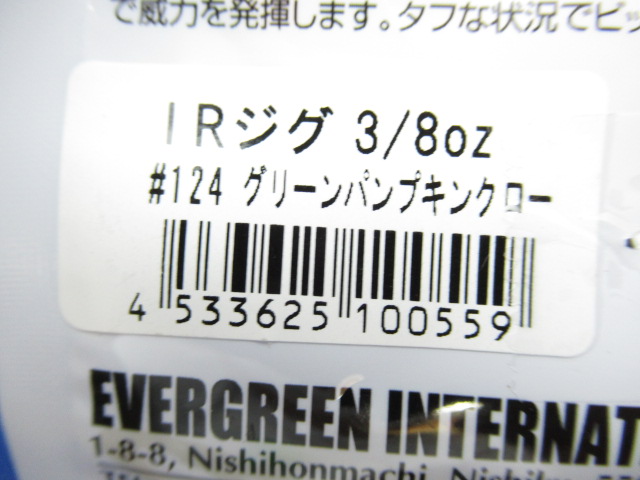 で威力を発揮します。タフな状況でビッ
IRジグ 3/8oz
#124 グリーンパンプキンクロー
4 533625 100559
EVERGREEN INTERNAT
1-8-8, Nishihonmachi, Nishiku,